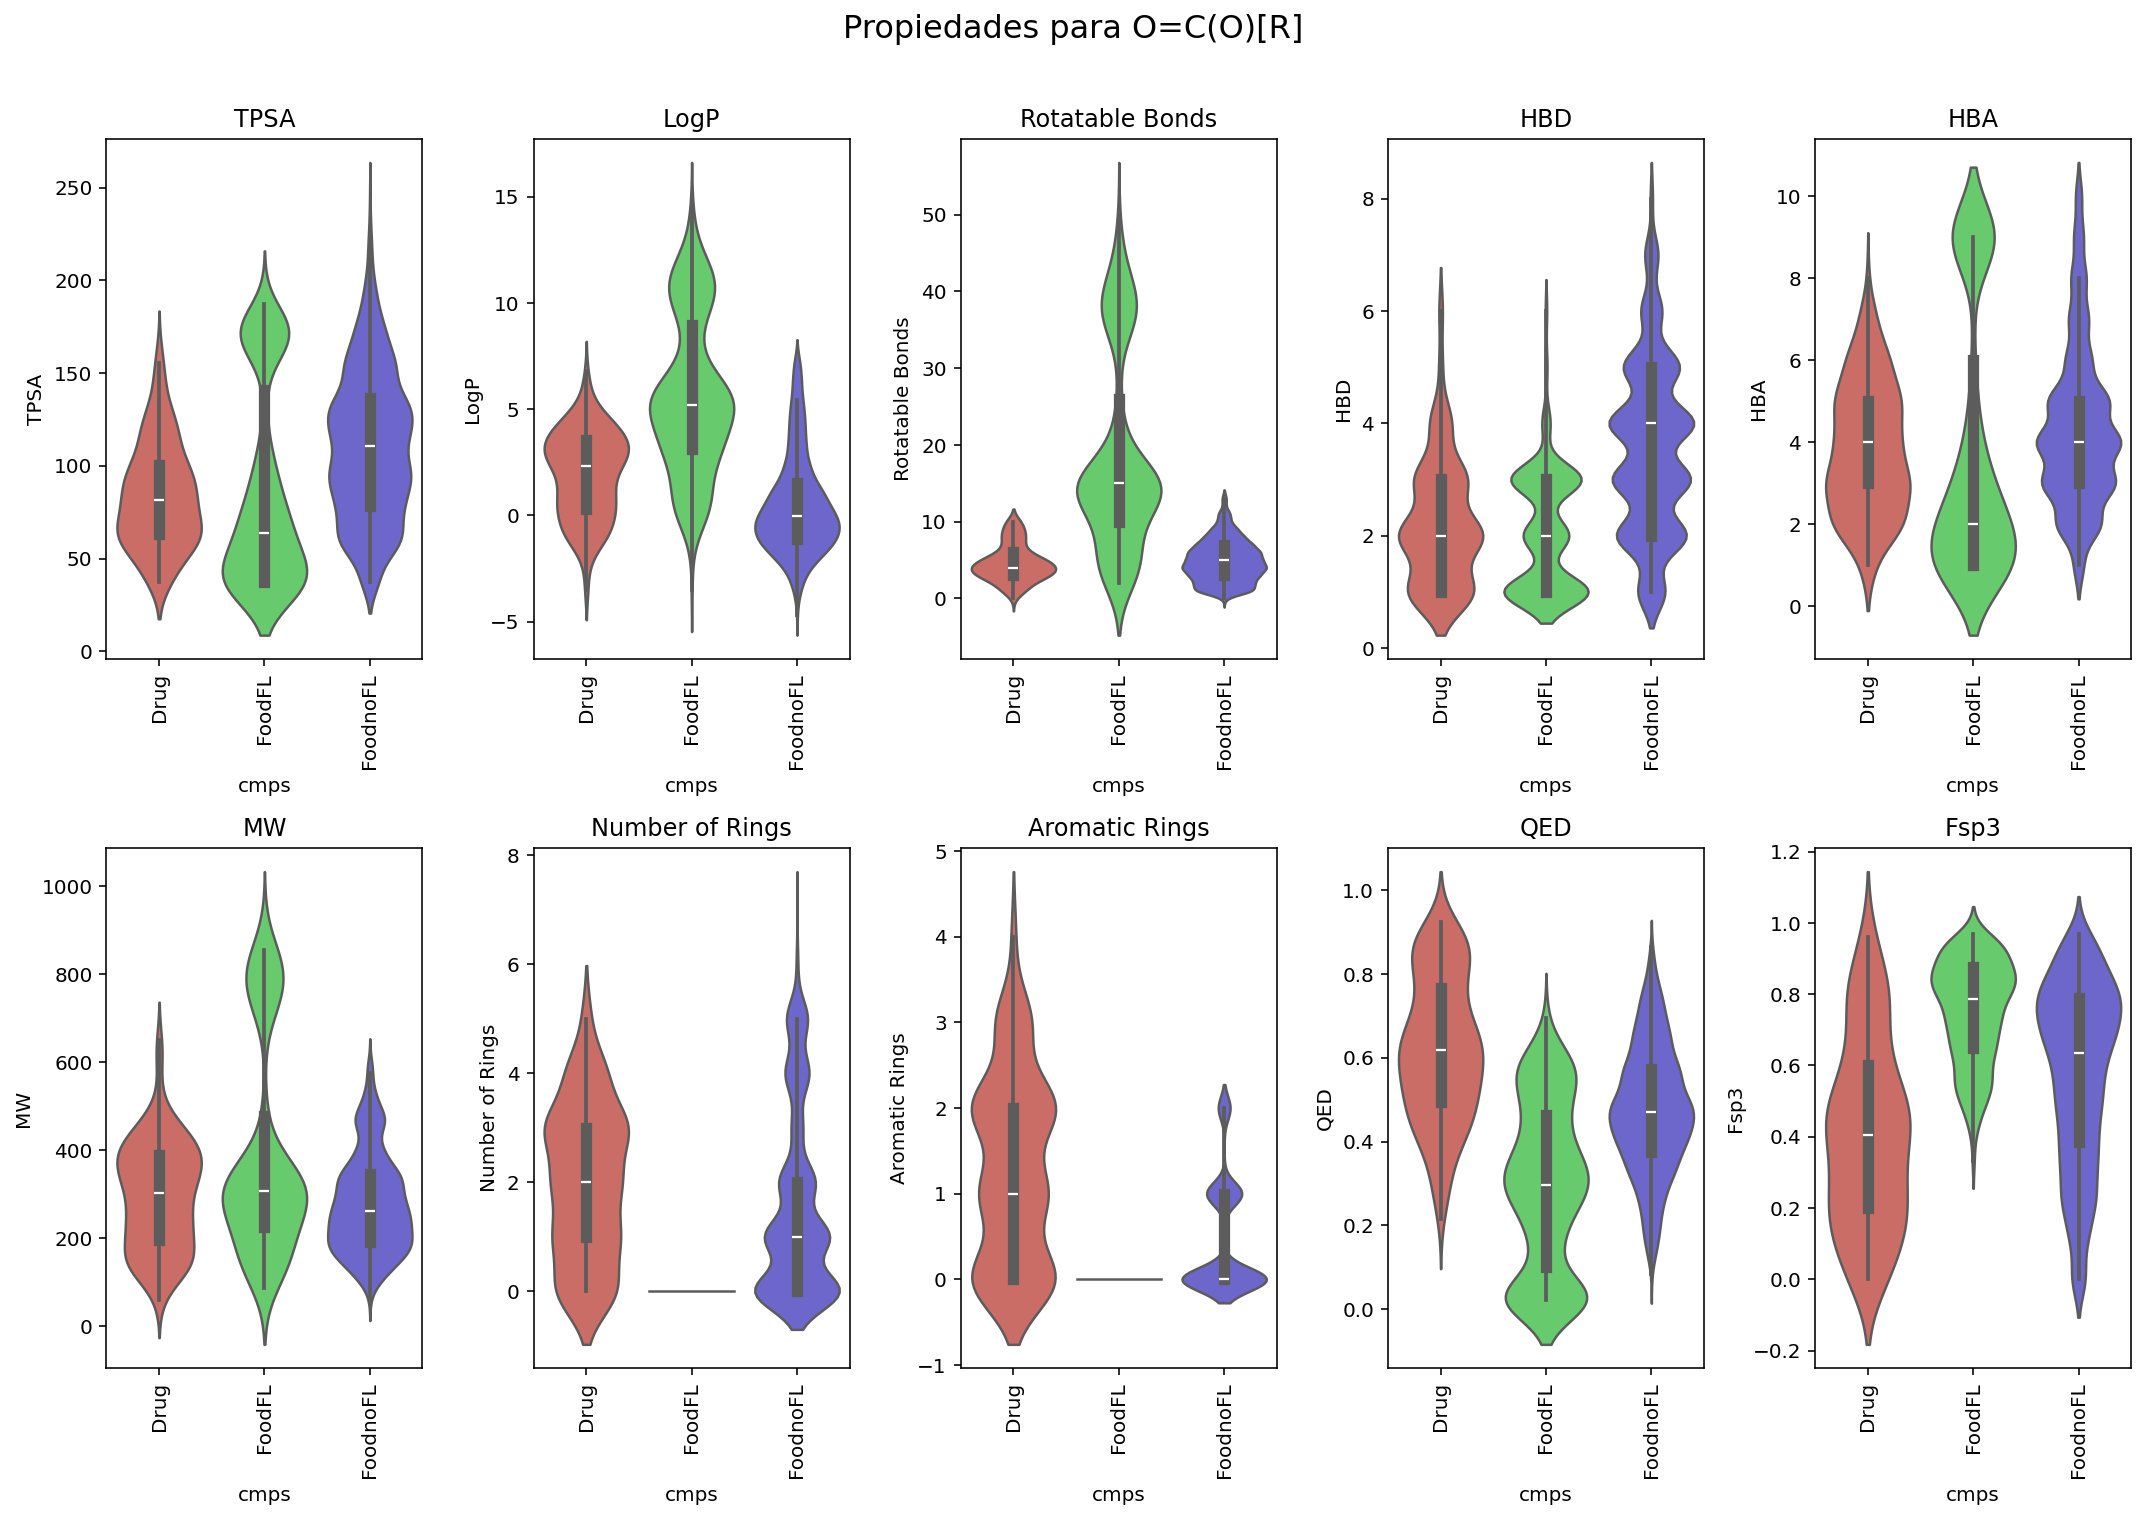 Propiedades para O=C(O)[R]
TPSA
TPSA
250
200
150
100
50
0
Drug
FoodFL
FoodnoFL
cmps
LogP
LogP
15
10
5
0
−5
Drug
FoodFL
FoodnoFL
cmps
Rotatable Bonds
Rotatable Bonds
50
40
30
20
10
0
Drug
FoodFL
FoodnoFL
cmps
HBD
HBD
8
6
4
2
0
Drug
FoodFL
FoodnoFL
cmps
HBA
HBA
10
8
6
4
2
0
Drug
FoodFL
FoodnoFL
cmps
MW
MW
1000
800
600
400
200
0
Drug
FoodFL
FoodnoFL
cmps
Number of Rings
Number of Rings
8
6
4
2
0
Drug
FoodFL
FoodnoFL
cmps
Aromatic Rings
Aromatic Rings
5
4
3
2
1
0
−1
Drug
FoodFL
FoodnoFL
cmps
QED
QED
1.0
0.8
0.6
0.4
0.2
0.0
Drug
FoodFL
FoodnoFL
cmps
Fsp3
Fsp3
1.2
1.0
0.8
0.6
0.4
0.2
0.0
−0.2
Drug
FoodFL
FoodnoFL
cmps